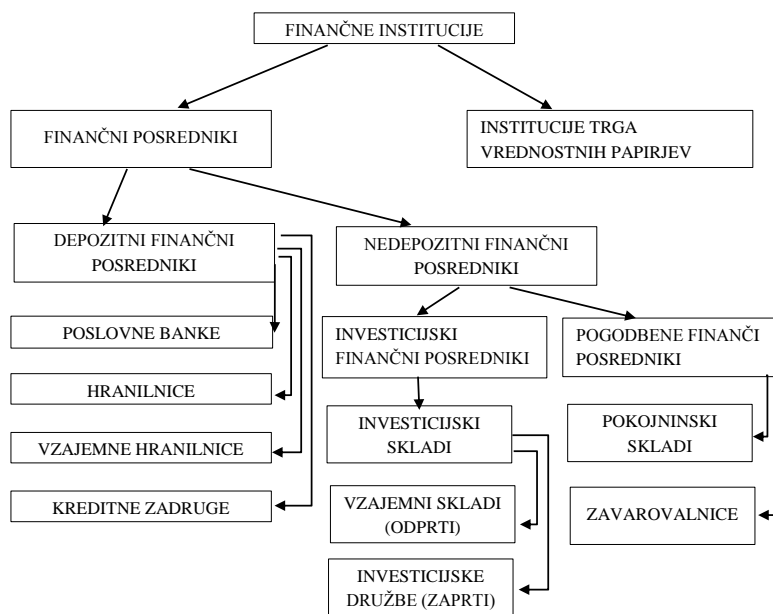 FINANČNE INSTITUCIJE
FINANČNI POSREDNIKI
INSTITUCIJE TRGA
VREDNOSTNIH PAPIRJEV
DEPOZITNI FINANČNI
POSREDNIKI
NEDEPOZITNI FINANČNI
POSREDNIKI
POSLOVNE BANKE
HRANILNICE
VZAJEMNE HRANILNICE
KREDITNE ZADRUGE
INVESTICIJSKI
FINANČNI POSREDNIKI
INVESTICIJSKI
SKLADI
VZAJEMNI SKLADI
(ODPRTI)
INVESTICIJSKE
DRUŽBE (ZAPRTI)
POGODBENE FINANČI
POSREDNIKI
POKOJNINSKI
SKLADI
ZAVAROVALNICE